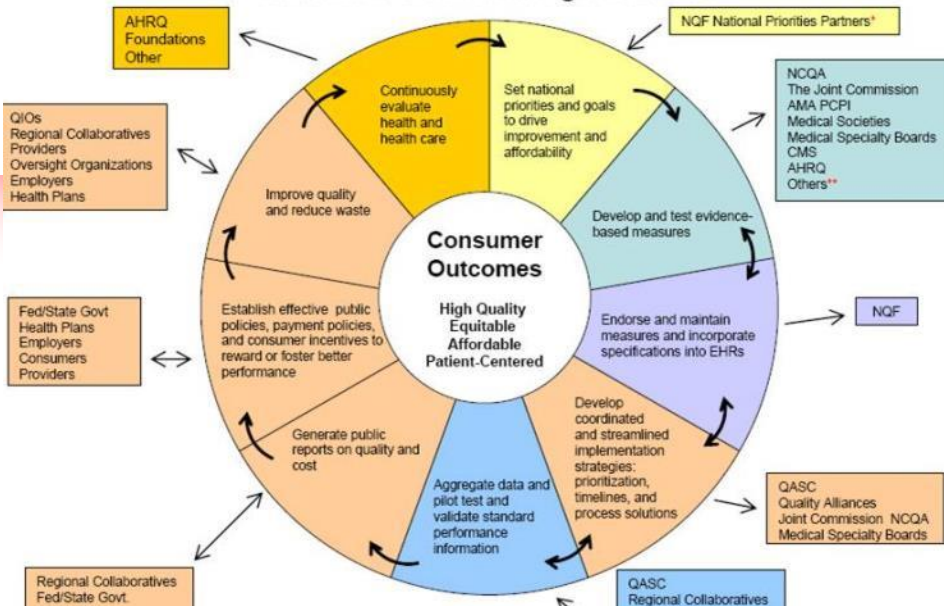 AHRQ
Foundations
Other
NQF National Priorities Partners*
NCQA
The Joint Commission
AMA PCPI
Medical Societies
Medical Specialty Boards
CMS
AHRQ
Others**
QIOs
Regional Collaboratives
Providers
Oversight Organizations
Employers
Health Plans
Continuously
evaluate
health and
health care
Set national
priorities and goals
to drive
improvement and
affordability
Improve quality
and reduce waste
Develop and test evidence-
based measures
Consumer
Outcomes
High Quality
Equitable
Affordable
Patient-Centered
Fed/State Govt
Health Plans
Employers
Consumers
Providers
Establish effective public
policies, payment policies,
and consumer incentives to
reward or foster better
performance
Endorse and maintain
measures and incorporate
specifications into EHRs
NQF
Generate public
reports on quality and
cost
Aggregate data and
pilot test and
validate standard
performance
information
Develop
coordinated
and streamlined
implementation
strategies:
prioritization,
timelines, and
process solutions
QASC
Quality Alliances
Joint Commission NCQA
Medical Specialty Boards
Regional Collaboratives
Fed/State Govt.
QASC
Regional Collaboratives